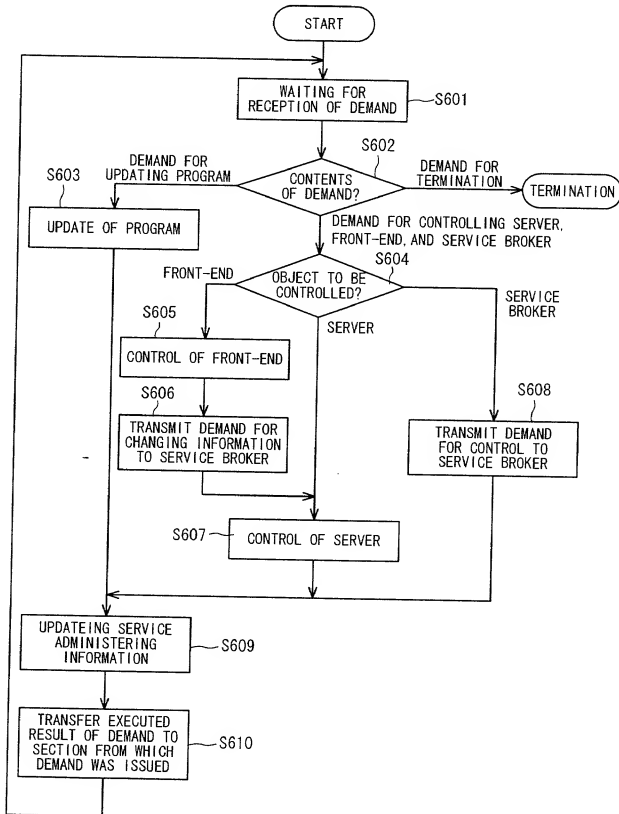 START
WAITING FOR
RECEPTION OF DEMAND
S601
S602
DEMAND FOR
UPDATING PROGRAM
CONTENTS
OF DEMAND?
DEMAND FOR
TERMINATION
TERMINATION
S603
UPDATE OF PROGRAM
DEMAND FOR CONTROLLING SERVER,
FRONT-END, AND SERVICE BROKER
S604
FRONT-END
OBJECT TO BE
CONTROLLED?
SERVICE
BROKER
SERVER
S605
CONTROL OF FRONT-END
S606
TRANSMIT DEMAND FOR
CHANGING INFORMATION
TO SERVICE BROKER
S608
TRANSMIT DEMAND
FOR CONTROL TO
SERVICE BROKER
S607
CONTROL OF SERVER
UPDATEING SERVICE
ADMINISTERING
INFORMATION
S609
TRANSFER EXECUTED
RESULT OF DEMAND TO
SECTION FROM WHICH
DEMAND WAS ISSUED
S610